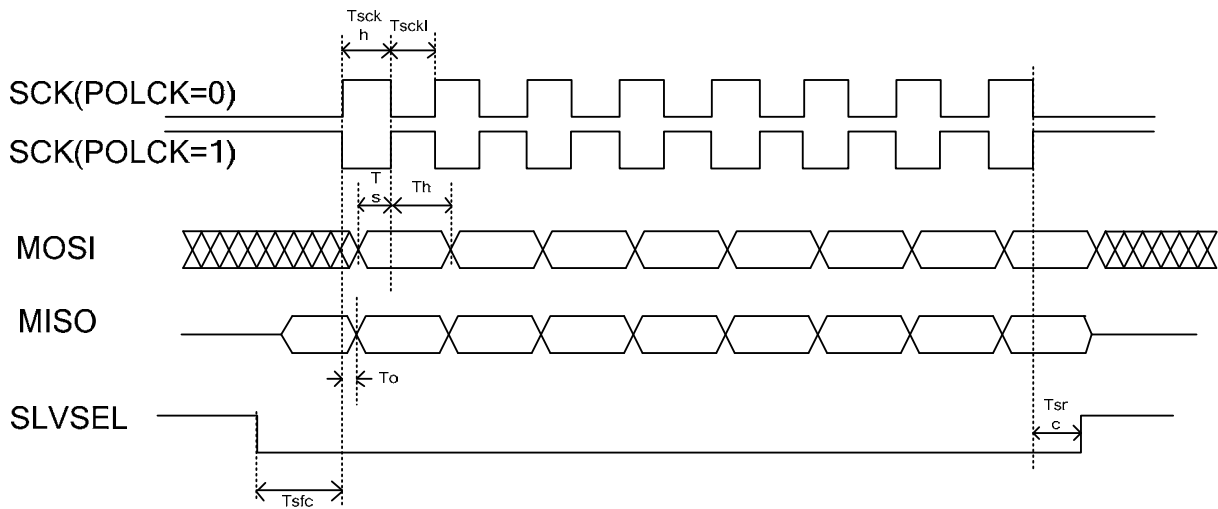 Tsck
h
Tsckl
SCK(POLCK=0)
SCK(POLCK=1)
T
s
Th
MOSI
MISO
To
SLVSEL
Tsr
c
Tsfc